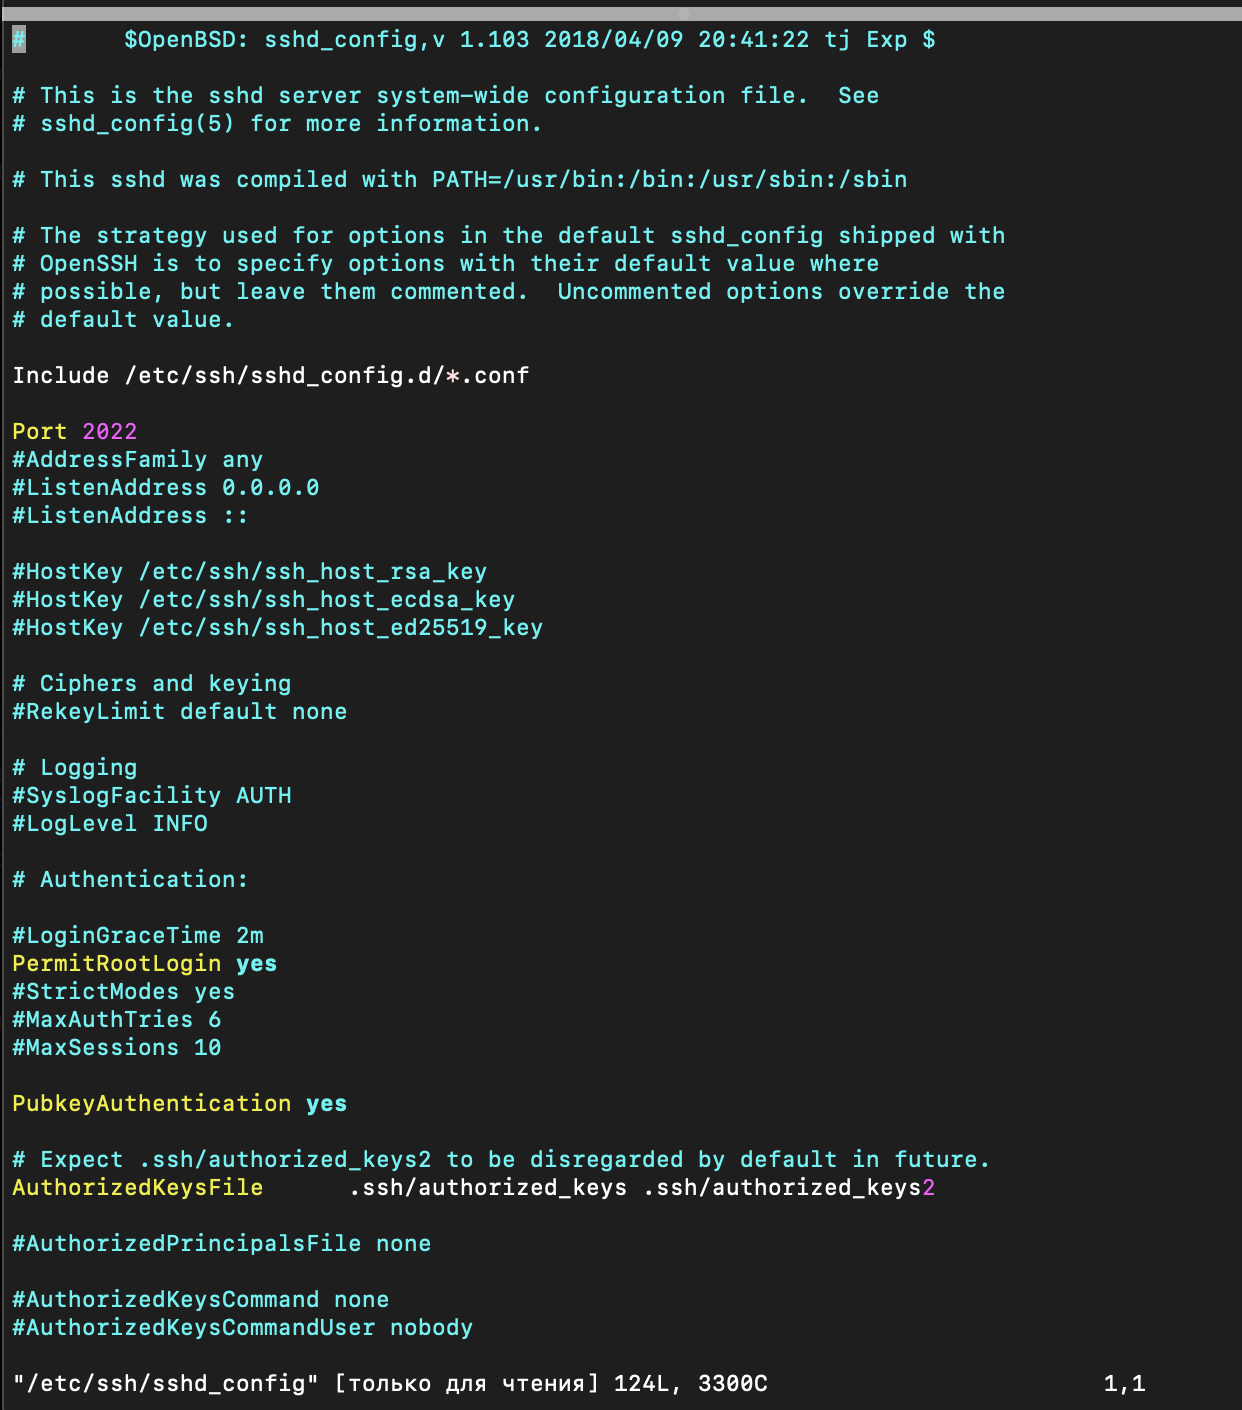 #       $OpenBSD: sshd_config,v 1.103 2018/04/09 20:41:22 tj Exp $
# This is the sshd server system-wide configuration file.  See
# sshd_config(5) for more information.
# This sshd was compiled with PATH=/usr/bin:/bin:/usr/sbin:/sbin
# The strategy used for options in the default sshd_config shipped with
# OpenSSH is to specify options with their default value where
# possible, but leave them commented.  Uncommented options override the
# default value.
Include /etc/ssh/sshd_config.d/*.conf
Port 2022
#AddressFamily any
#ListenAddress 0.0.0.0
#ListenAddress ::
#HostKey /etc/ssh/ssh_host_rsa_key
#HostKey /etc/ssh/ssh_host_ecdsa_key
#HostKey /etc/ssh/ssh_host_ed25519_key
# Ciphers and keying
#RekeyLimit default none
# Logging
#SyslogFacility AUTH
#LogLevel INFO
# Authentication:
#LoginGraceTime 2m
PermitRootLogin yes
#StrictModes yes
#MaxAuthTries 6
#MaxSessions 10
PubkeyAuthentication yes
# Expect .ssh/authorized_keys2 to be disregarded by default in future.
AuthorizedKeysFile      .ssh/authorized_keys .ssh/authorized_keys2
#AuthorizedPrincipalsFile none
#AuthorizedKeysCommand none
#AuthorizedKeysCommandUser nobody
"/etc/ssh/sshd_config" [только для чтения] 124L, 3300C                        1,1